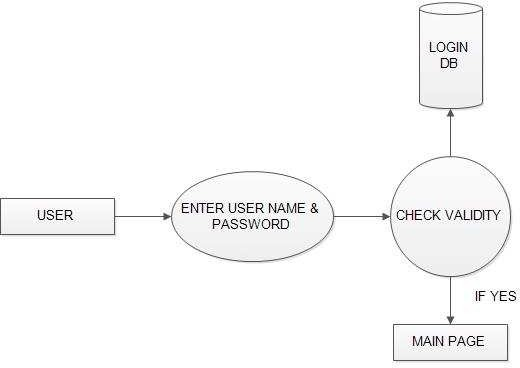 LOGIN
DB
USER
ENTER USER NAME &
PASSWORD
CHECK VALIDITY
IF YES
MAIN PAGE